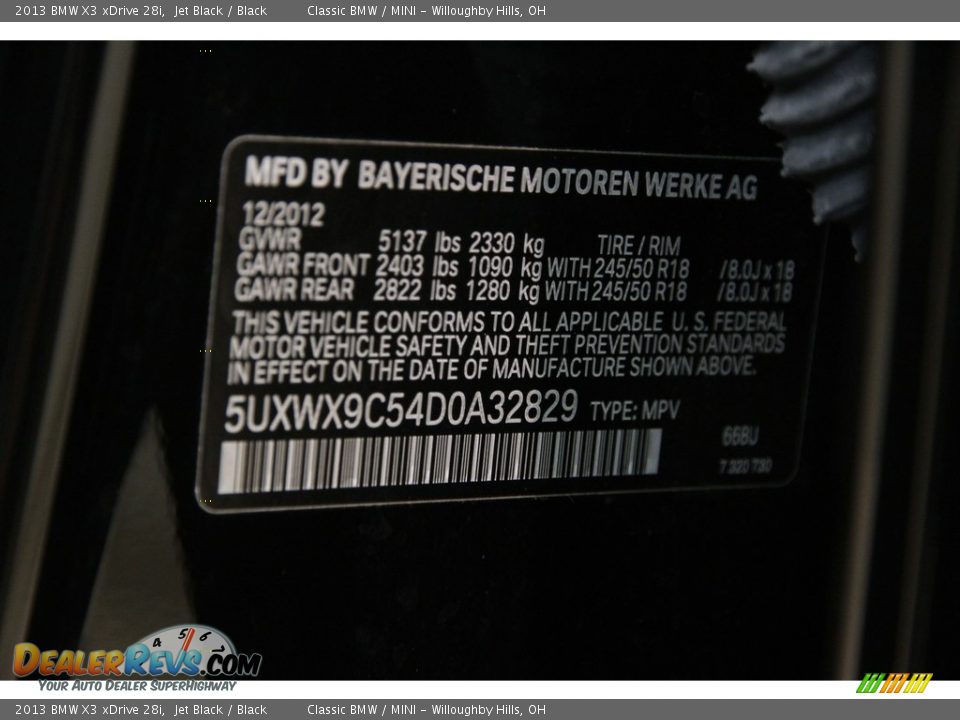 2013 BMW X3 xDrive 28i, Jet Black / Black Classic BMW / MINI - Willoughby Hills, OH
MFD BY BAYERISCHE MOTOREN WERKE AG
12/2012
GVWR 5137 lbs 2330 kg TIRE / RIM
GAWR FRONT 2403 lbs 1090 kg WITH 245/50 R18 /8.0J x 18
GAWR REAR 2822 lbs 1280 kg WITH 245/50 R18 /8.0J x 18
THIS VEHICLE CONFORMS TO ALL APPLICABLE U. S. FEDERAL
MOTOR VEHICLE SAFETY AND THEFT PREVENTION STANDARDS
IN EFFECT ON THE DATE OF MANUFACTURE SHOWN ABOVE.
5UXWX9C54D0A32829 TYPE: MPV
668U
7 320 730
4 5 6
DEALERREVS.COM
YOUR AUTO DEALER SUPERHIGHWAY
2013 BMW X3 xDrive 28i, Jet Black / Black Classic BMW / MINI - Willoughby Hills, OH